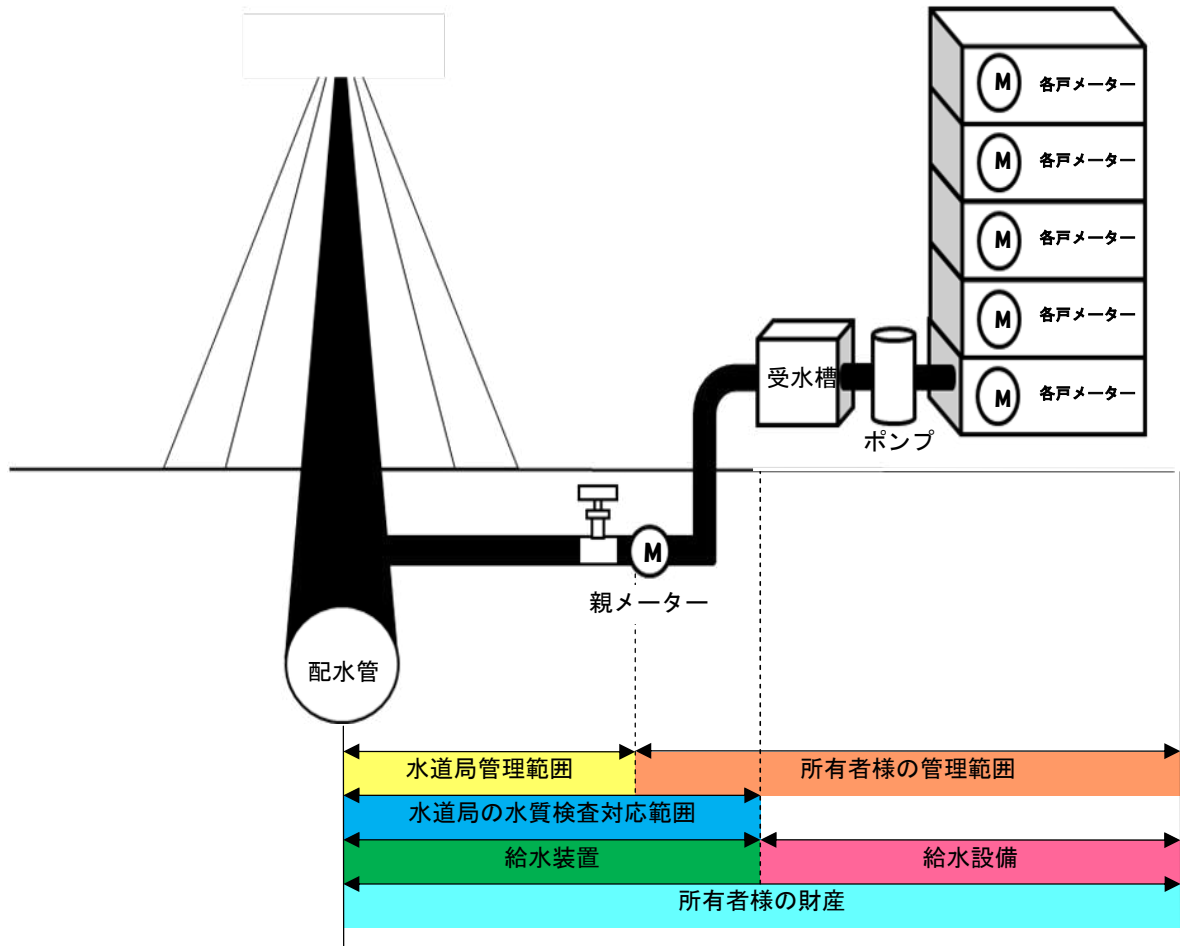 M 各戸メーター
M 各戸メーター
M 各戸メーター
M 各戸メーター
M 各戸メーター
受水槽
ポンプ
M
親メーター
配水管
水道局管理範囲
所有者様の管理範囲
水道局の水質検査対応範囲
給水装置
給水設備
所有者様の財産